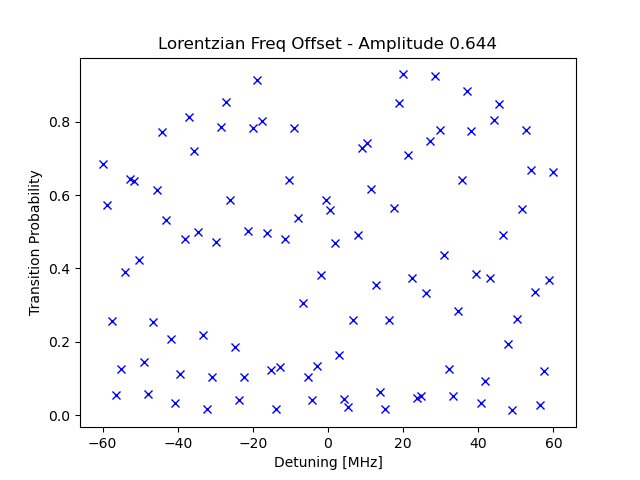 Lorentzian Freq Offset - Amplitude 0.644
Transition Probability
0.8
0.6
0.4
0.2
0.0
−60 −40 −20 0 20 40 60
Detuning [MHz]